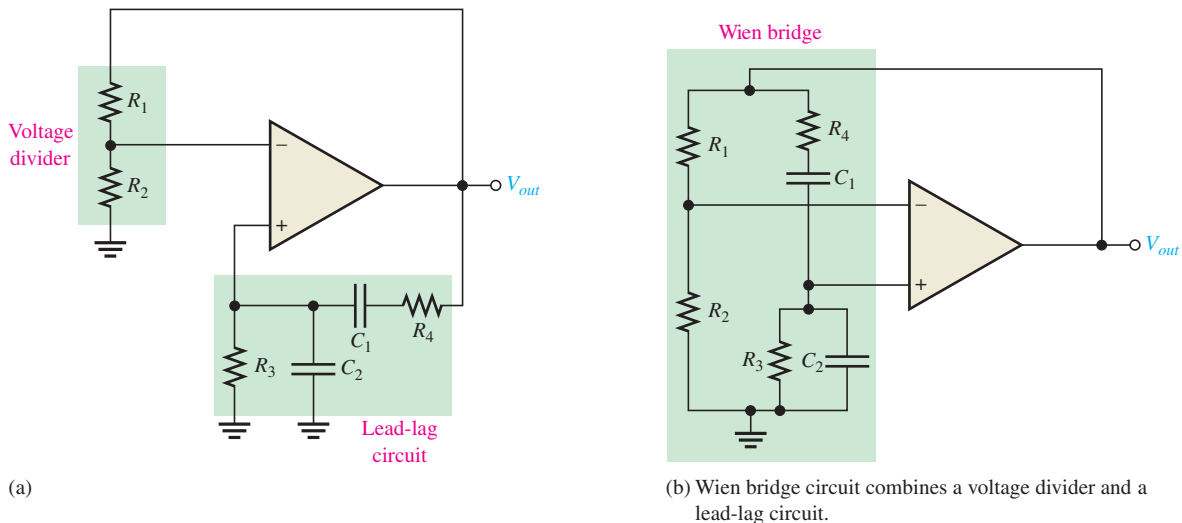 Voltage
divider
R1
R2
−
+
Vout
R3
C2
C1
R4
Lead-lag
circuit
(a)
Wien bridge
R1
R4
C1
R2
R3
C2
−
+
Vout
(b) Wien bridge circuit combines a voltage divider and a
lead-lag circuit.